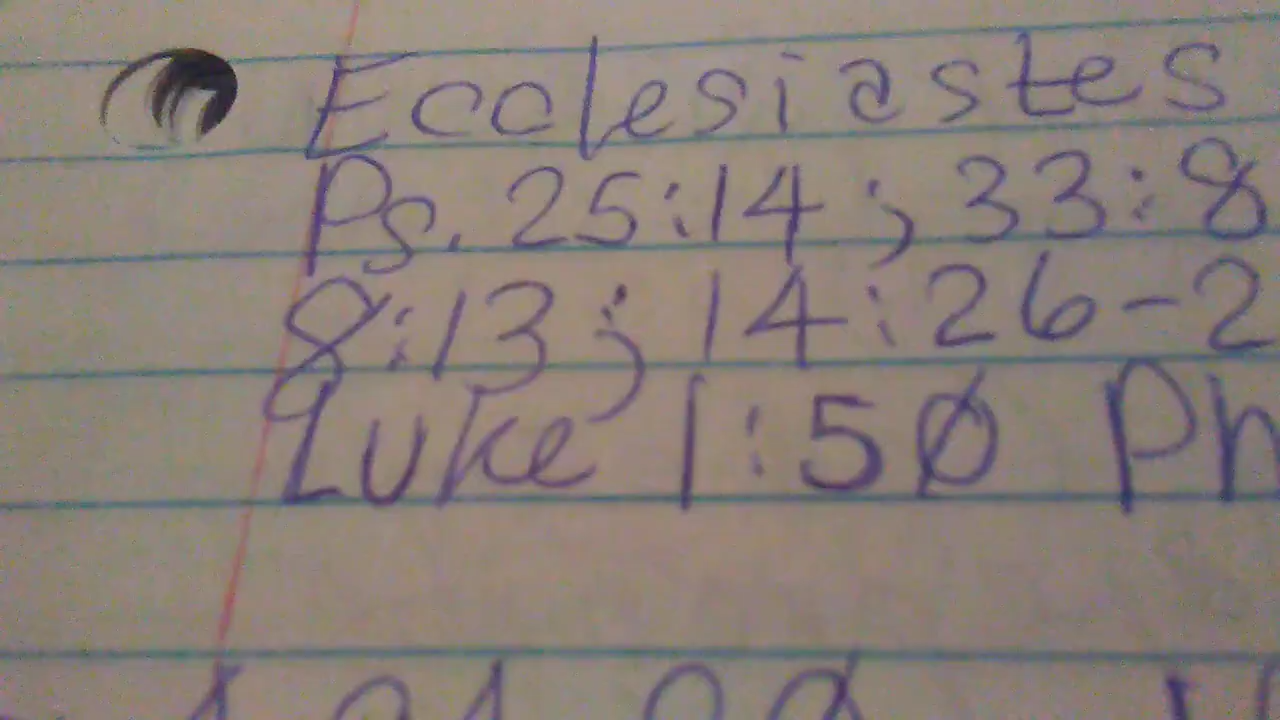 Ecclesiastes
Ps. 25:14; 33:8
8:13; 14:26-2
Luke 1:50 Ph